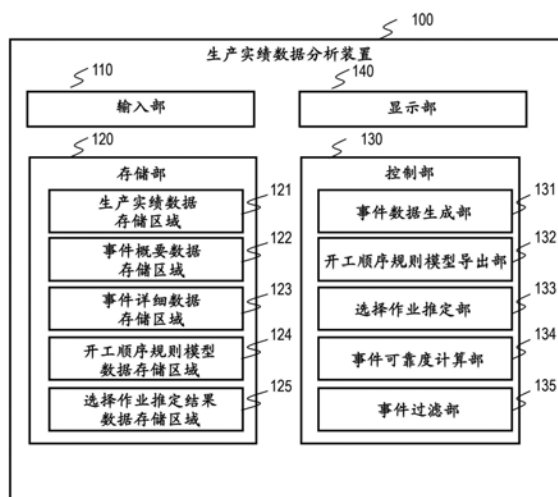 100
生产实绩数据分析装置
110
输入部
140
显示部
120
存储部
生产实绩数据
存储区域
121
事件概要数据
存储区域
122
事件详细数据
存储区域
123
开工顺序规则模型
数据存储区域
124
选择作业推定结果
数据存储区域
125
130
控制部
事件数据生成部
131
开工顺序规则模型导出部
132
选择作业推定部
133
事件可靠度计算部
134
事件过滤部
135